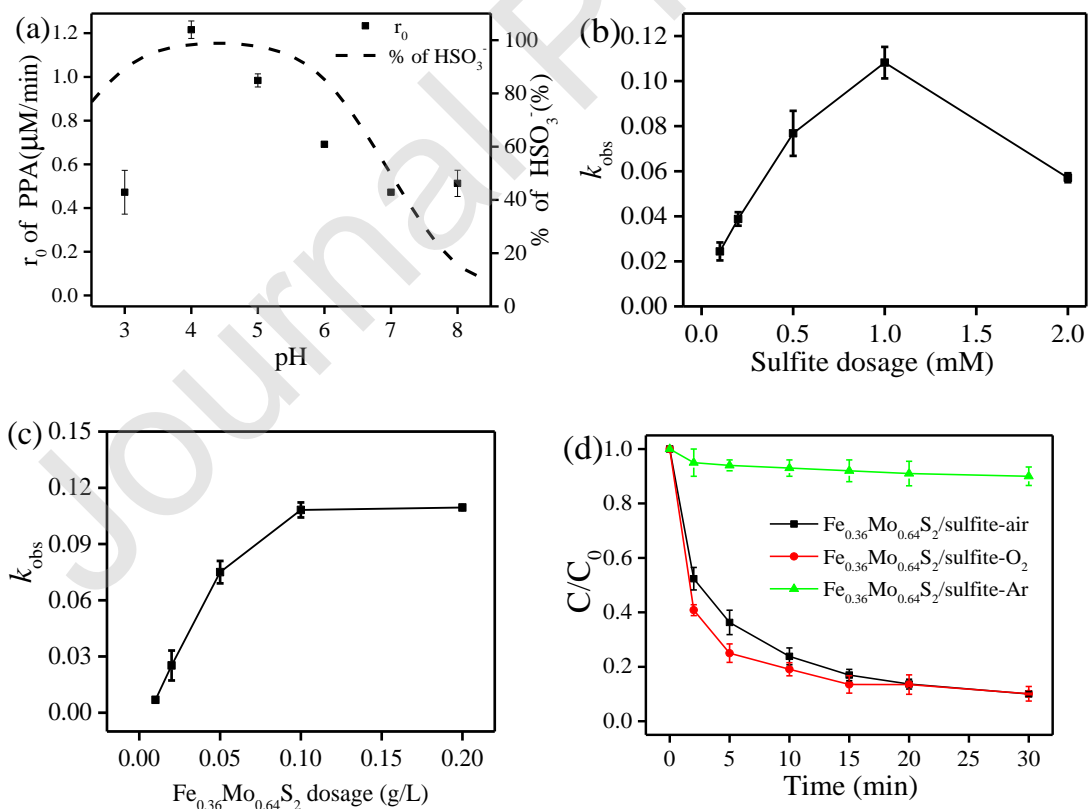 Journal P
(a)
r₀
% of HSO₃⁻
r₀ of PPA(μM/min)
1.2
1.0
0.8
0.6
0.4
0.2
0.0
100
80
60
40
20
0
% of HSO₃⁻(%)
3 4 5 6 7 8
pH
(b)
k_obs
0.12
0.10
0.08
0.06
0.04
0.02
0.00
0.0 0.5 1.0 2.0
Sulfite dosage (mM)
(c)
k_obs
0.15
0.12
0.09
0.06
0.03
0.00
0.00 0.05 0.10 0.15 0.20
Fe₀.₃₆Mo₀.₆₄S₂ dosage (g/L)
(d)
C/C₀
1.0
0.8
0.6
0.4
0.2
0.0
Fe₀.₃₆Mo₀.₆₄S₂/sulfite-air
Fe₀.₃₆Mo₀.₆₄S₂/sulfite-O₂
Fe₀.₃₆Mo₀.₆₄S₂/sulfite-Ar
0 5 10 15 20 25 30
Time (min)